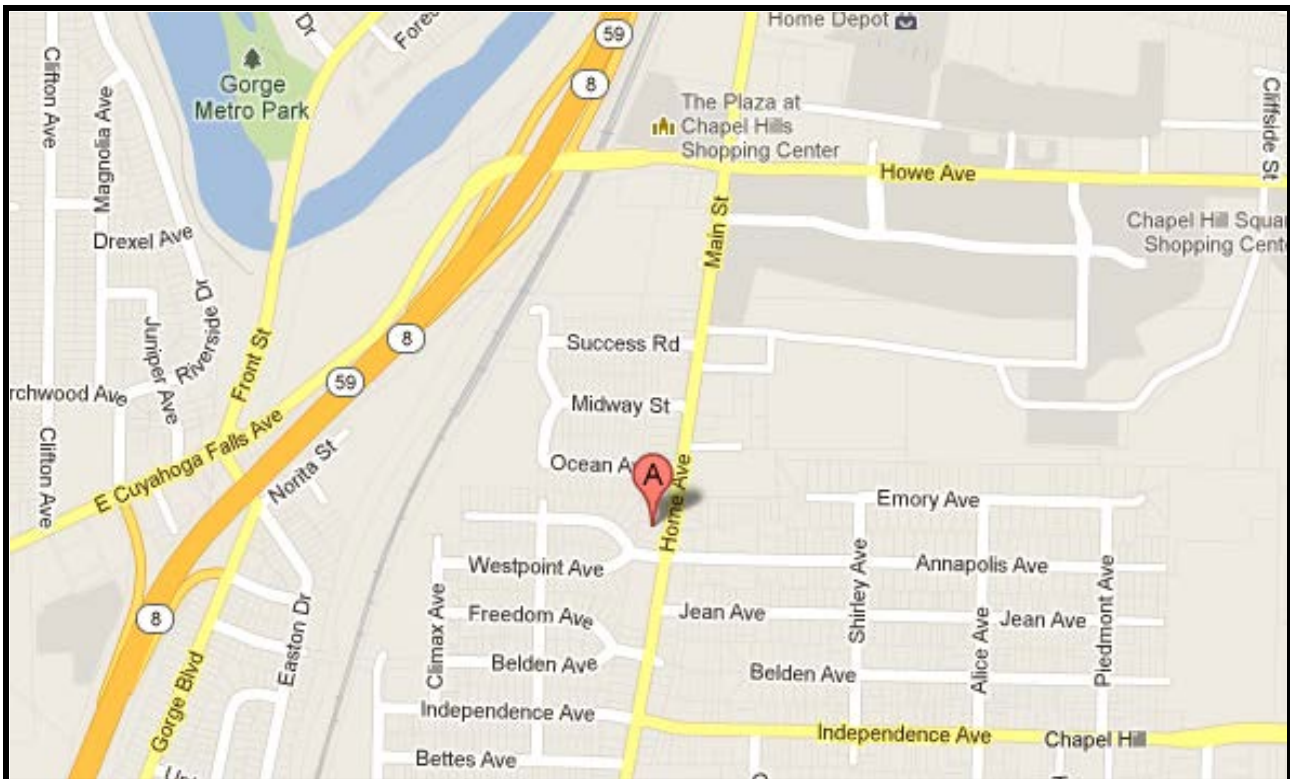 59
Home Depot
Dr
Clifton Ave
8
Gorge
Metro Park
Magnolia Ave
The Plaza at
Chapel Hills
Shopping Center
Cliffside St
Howe Ave
Drexel Ave
Main St
Riverside Dr
Juniper Ave
Front St
8
Success Rd
59
rchwood Ave
Midway St
E Cuyahoga Falls Ave
Clifton Ave
Norita St
Ocean
A
Home Ave
Emory Ave
Westpoint Ave
Annapolis Ave
Climax Ave
Freedom Ave
Jean Ave
Shirley Ave
Jean Ave
Alice Ave
Piedmont Ave
8
Easton Dr
Belden Ave
Belden Ave
Gorge Blvd
Independence Ave
Independence Ave
Chapel Hill
Bettes Ave
Chapel Hill Squa
Shopping Cent